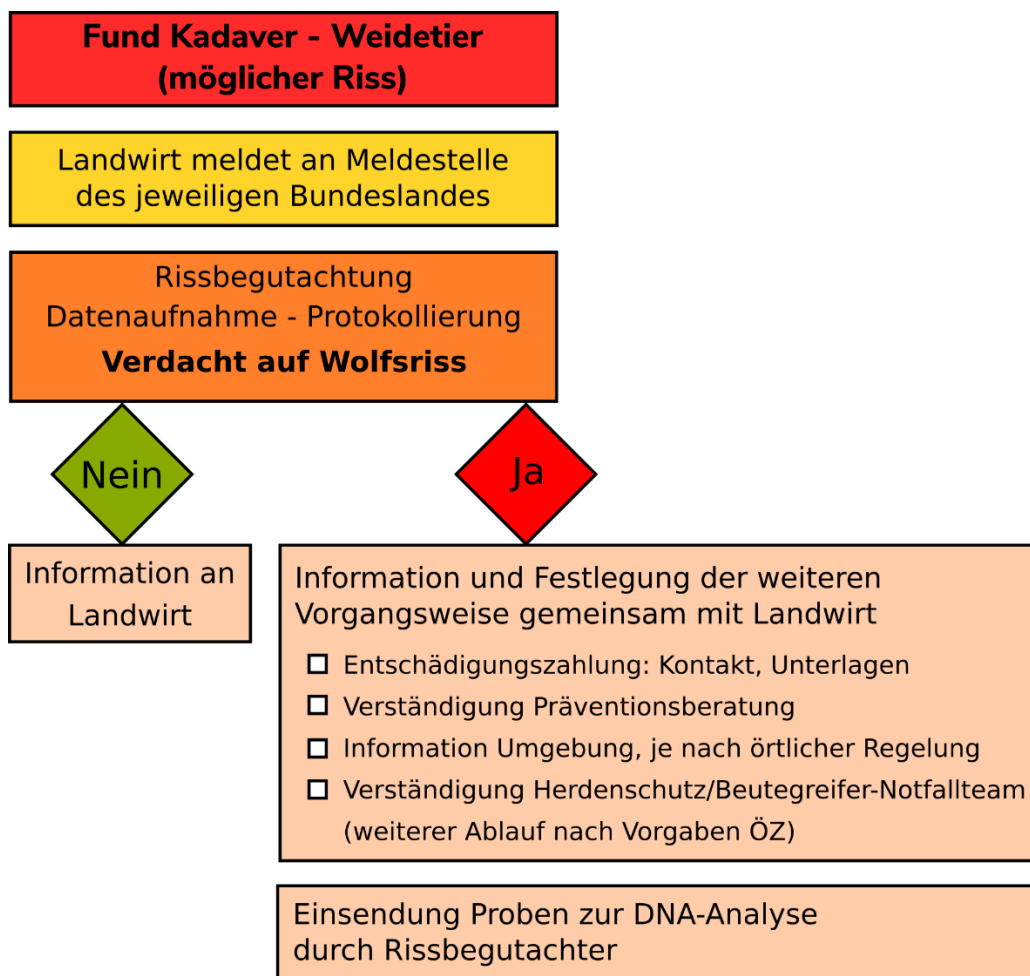 Fund Kadaver - Weidetier
(möglicher Riss)
Landwirt meldet an Meldestelle
des jeweiligen Bundeslandes
Rissbegutachtung
Datenaufnahme - Protokollierung
Verdacht auf Wolfsriss
Nein
Ja
Information an
Landwirt
Information und Festlegung der weiteren
Vorgangsweise gemeinsam mit Landwirt
Entschädigungszahlung: Kontakt, Unterlagen
Verständigung Präventionsberatung
Information Umgebung, je nach örtlicher Regelung
Verständigung Herdenschutz/Beutegreifer-Notfallteam
(weiterer Ablauf nach Vorgaben ÖZ)
Einsendung Proben zur DNA-Analyse
durch Rissbegutachter